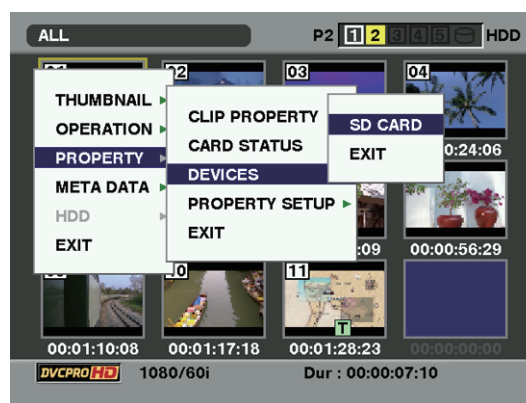 ALL P2 1 2 3 4 5 HDD
02 03 04
THUMBNAIL
OPERATION
PROPERTY
META DATA
HDD
EXIT
CLIP PROPERTY
CARD STATUS
DEVICES
PROPERTY SETUP
EXIT
SD CARD
EXIT
0:24:06
:09 00:00:56:29
10 11
T
00:01:10:08 00:01:17:18 00:01:28:23 00:00:00:00
DVCPRO HD 1080/60i Dur : 00:00:07:10